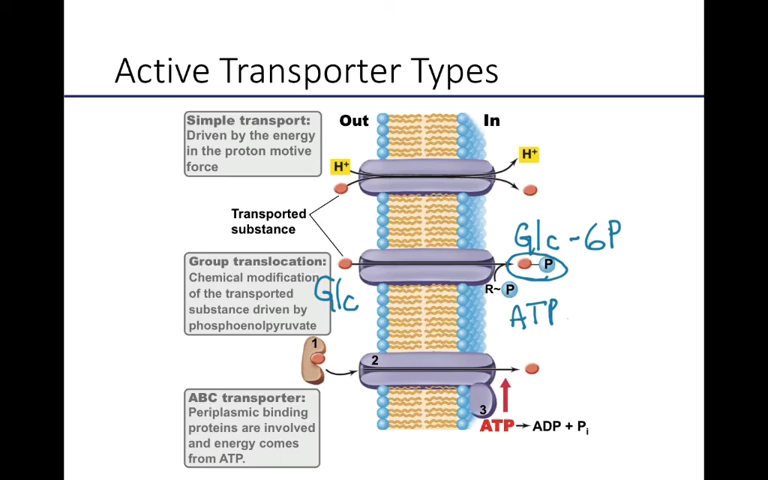 Active Transporter Types
Simple transport:
Driven by the energy
in the proton motive
force
Out
In
H+
H+
Transported
substance
Group translocation:
Chemical modification
of the transported
substance driven by
phosphoenolpyruvate
Glc
Glc-6P
P
R~P
ATP
1
2
3
ABC transporter:
Periplasmic binding
proteins are involved
and energy comes
from ATP.
ATP → ADP + Pi